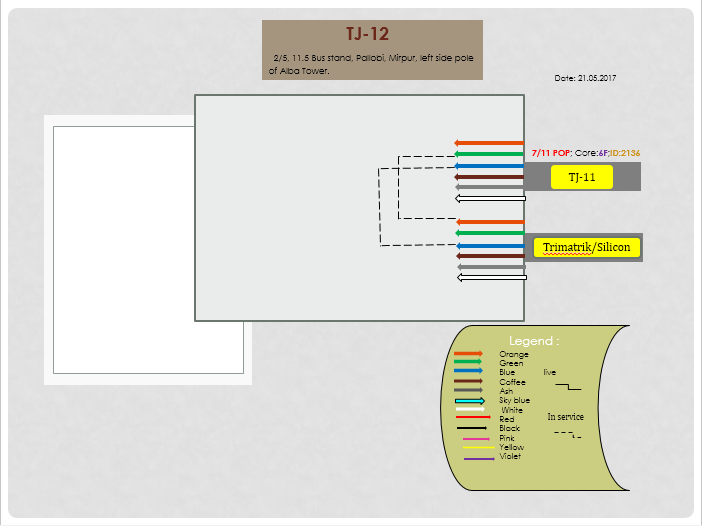 TJ-12
2/5, 11.5 Bus stand, Pallobi, Mirpur, left side pole
of Alba Tower.
Date: 21.05.2017
7/11 POP; Core:6F;ID:2136
TJ-11
Trimatrik/Silicon
Legend :
Orange
Green
Blue live
Coffee
Ash
Sky blue
White
Red In service
Black
Pink
Yellow
Violet